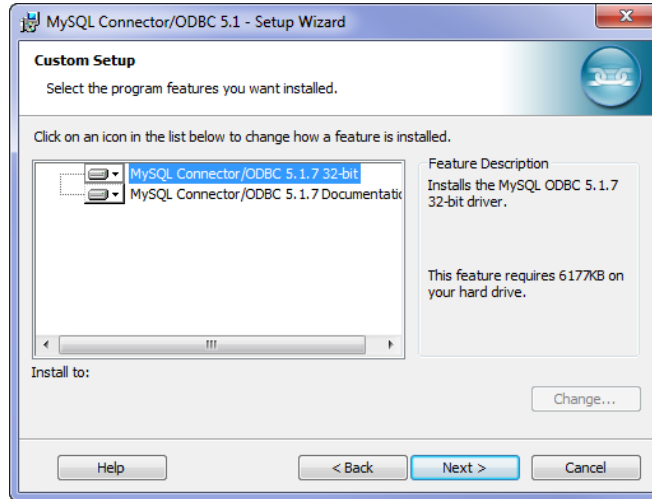 MySQL Connector/ODBC 5.1 - Setup Wizard
Custom Setup
Select the program features you want installed.
Click on an icon in the list below to change how a feature is installed.
MySQL Connector/ODBC 5.1.7 32-bit
MySQL Connector/ODBC 5.1.7 Documentatic
Feature Description
Installs the MySQL ODBC 5.1.7
32-bit driver.
This feature requires 6177KB on
your hard drive.
Install to:
Change...
Help
< Back
Next >
Cancel